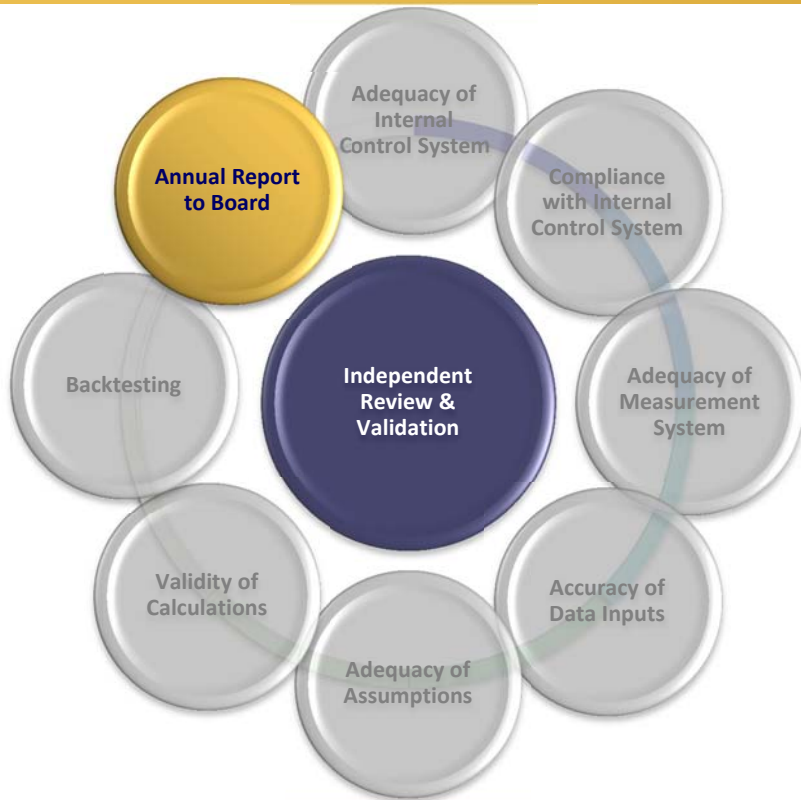 Adequacy of
Internal
Control System
Annual Report
to Board
Compliance
with Internal
Control System
Backtesting
Independent
Review &
Validation
Adequacy of
Measurement
System
Validity of
Calculations
Accuracy of
Data Inputs
Adequacy of
Assumptions